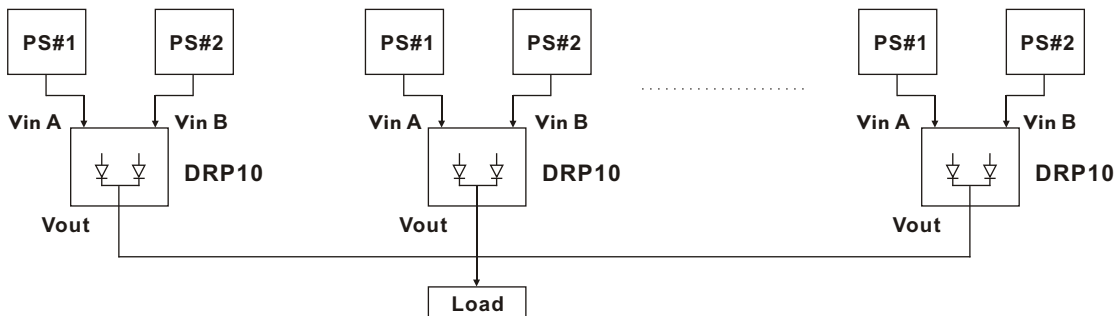 PS#1 PS#2 PS#1 PS#2 PS#1 PS#2
Vin A Vin B Vin A Vin B Vin A Vin B
DRP10 DRP10 DRP10
Vout Vout Vout
Load